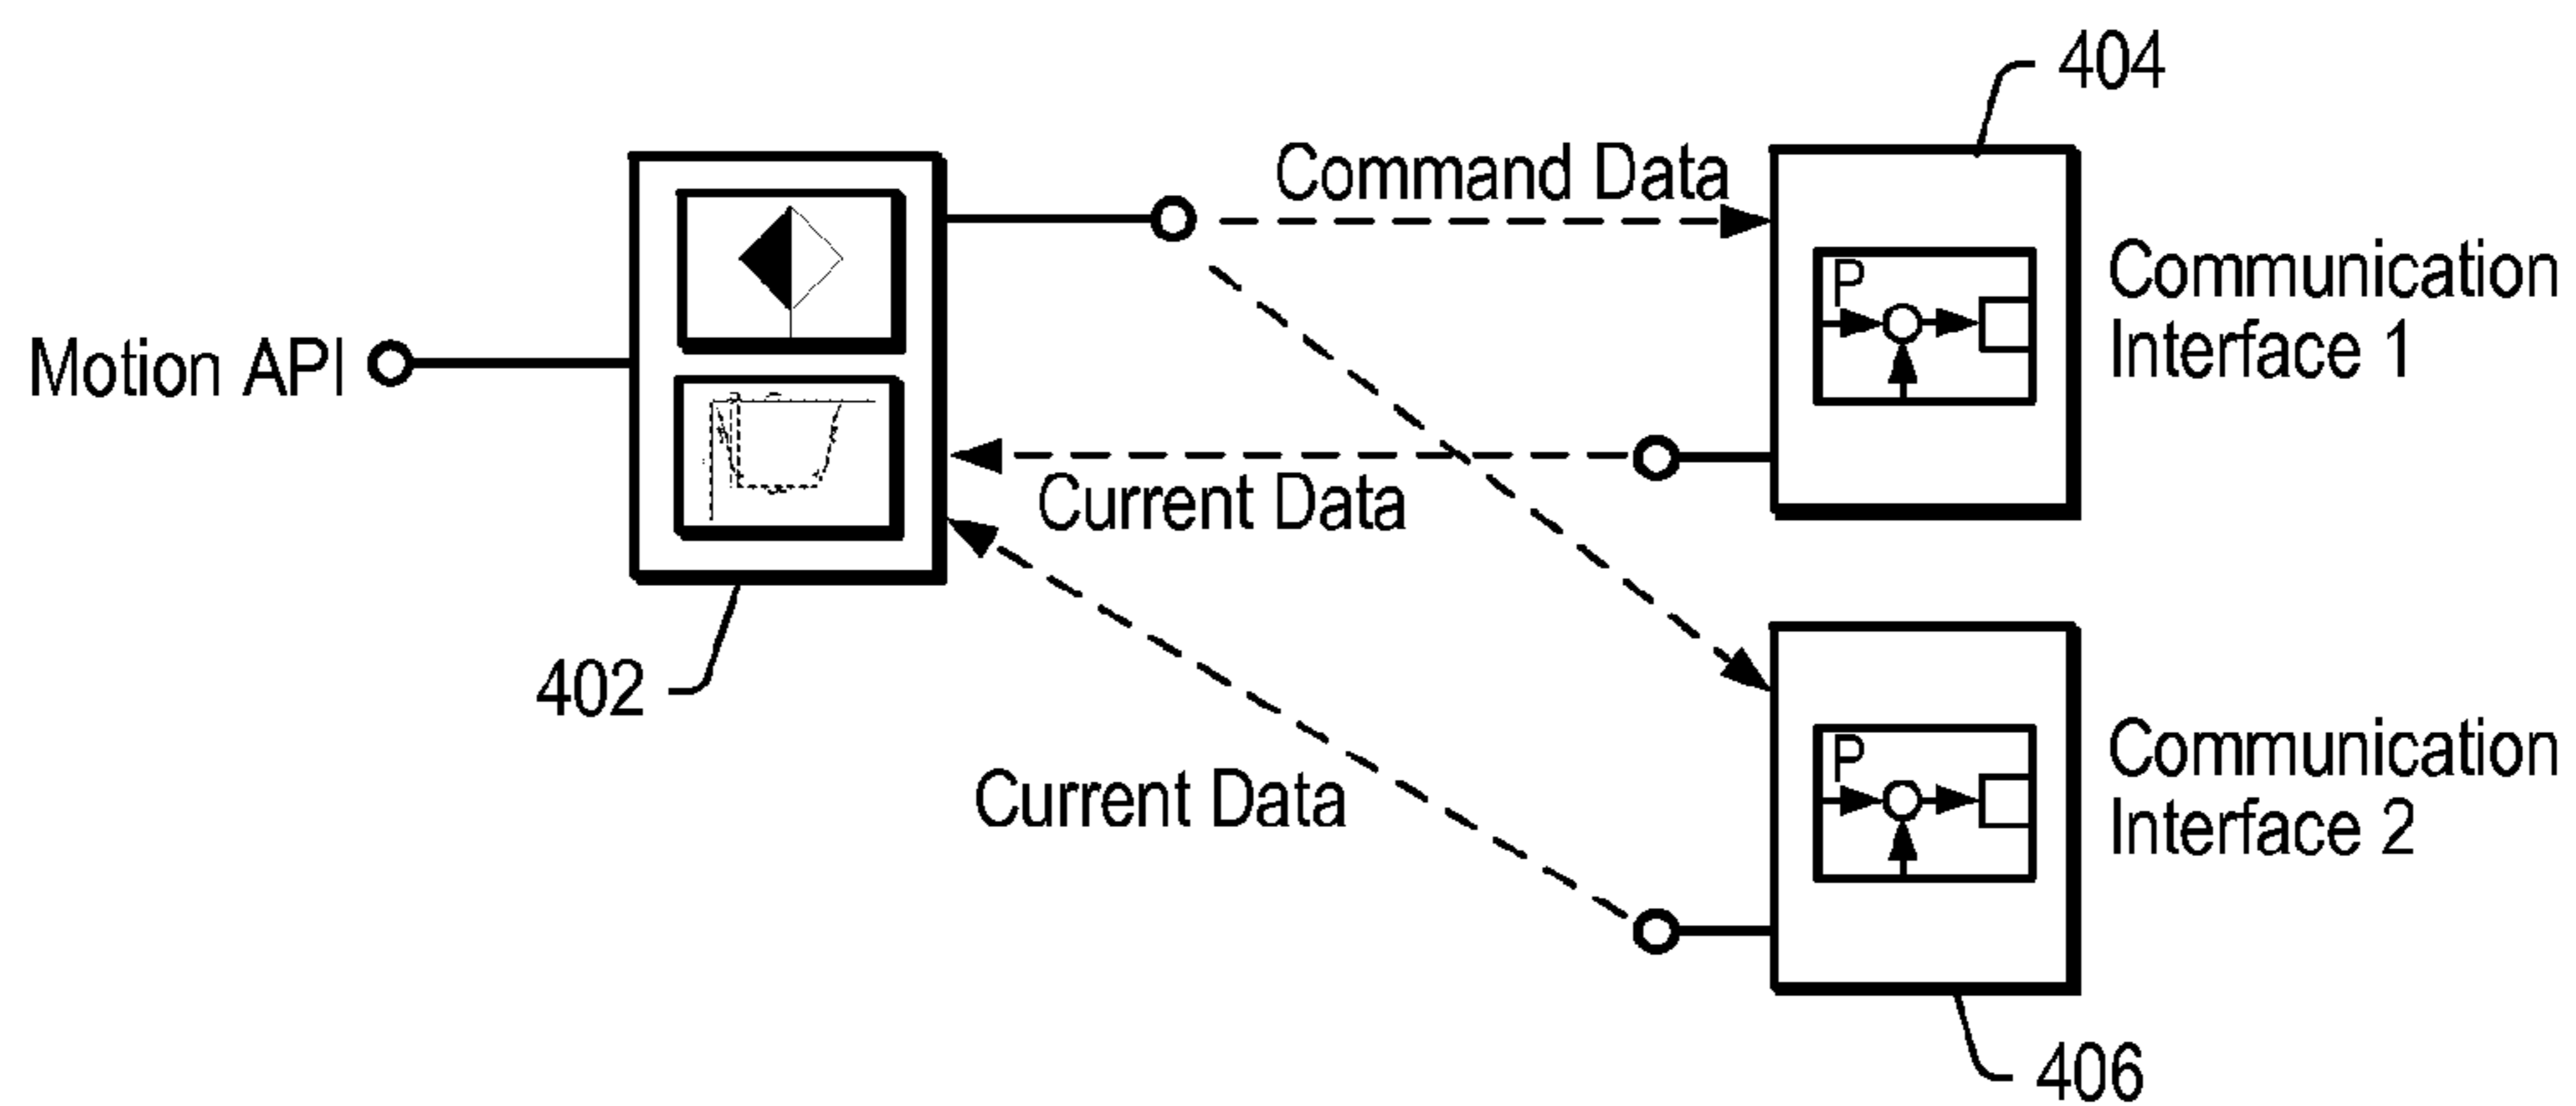 404
Command Data
Communication
Interface 1
P
Motion API
Current Data
402
Communication
Interface 2
P
Current Data
406